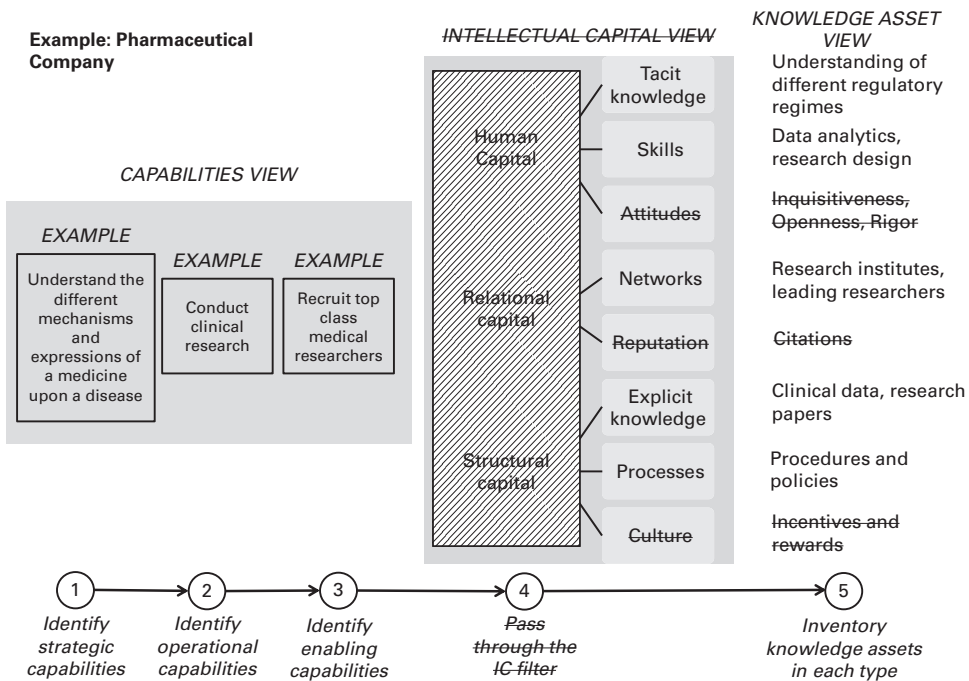 Example: Pharmaceutical
Company
INTELLECTUAL CAPITAL VIEW
KNOWLEDGE ASSET
VIEW
CAPABILITIES VIEW
EXAMPLE
Understand the
different
mechanisms
and
expressions of
a medicine
upon a disease
EXAMPLE
Conduct
clinical
research
EXAMPLE
Recruit top
class
medical
researchers
Human
Capital
Relational
capital
Structural
capital
Tacit
knowledge
Skills
Attitudes
Networks
Reputation
Explicit
knowledge
Processes
Culture
Understanding of
different regulatory
regimes
Data analytics,
research design
Inquisitiveness,
Openness, Rigor
Research institutes,
leading researchers
Citations
Clinical data, research
papers
Procedures and
policies
Incentives and
rewards
1
Identify
strategic
capabilities
2
Identify
operational
capabilities
3
Identify
enabling
capabilities
4
Pass
through the
IC filter
5
Inventory
knowledge assets
in each type